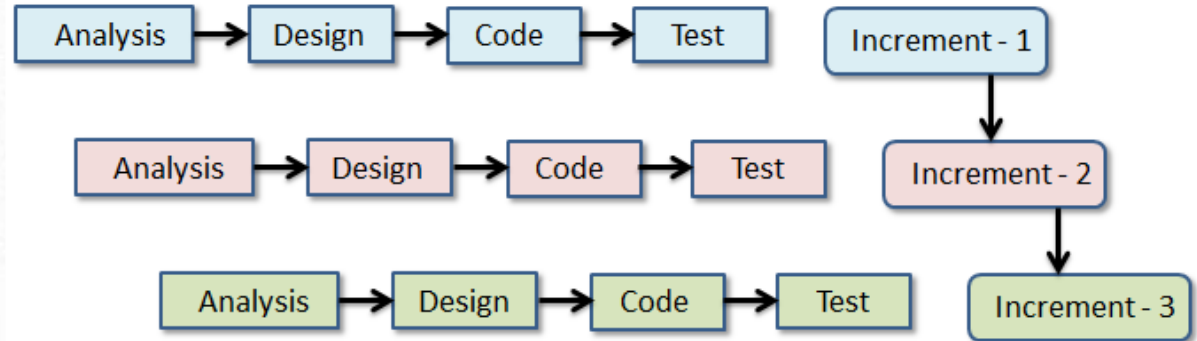 Analysis Design Code Test Increment - 1
Analysis Design Code Test Increment - 2
Analysis Design Code Test Increment - 3